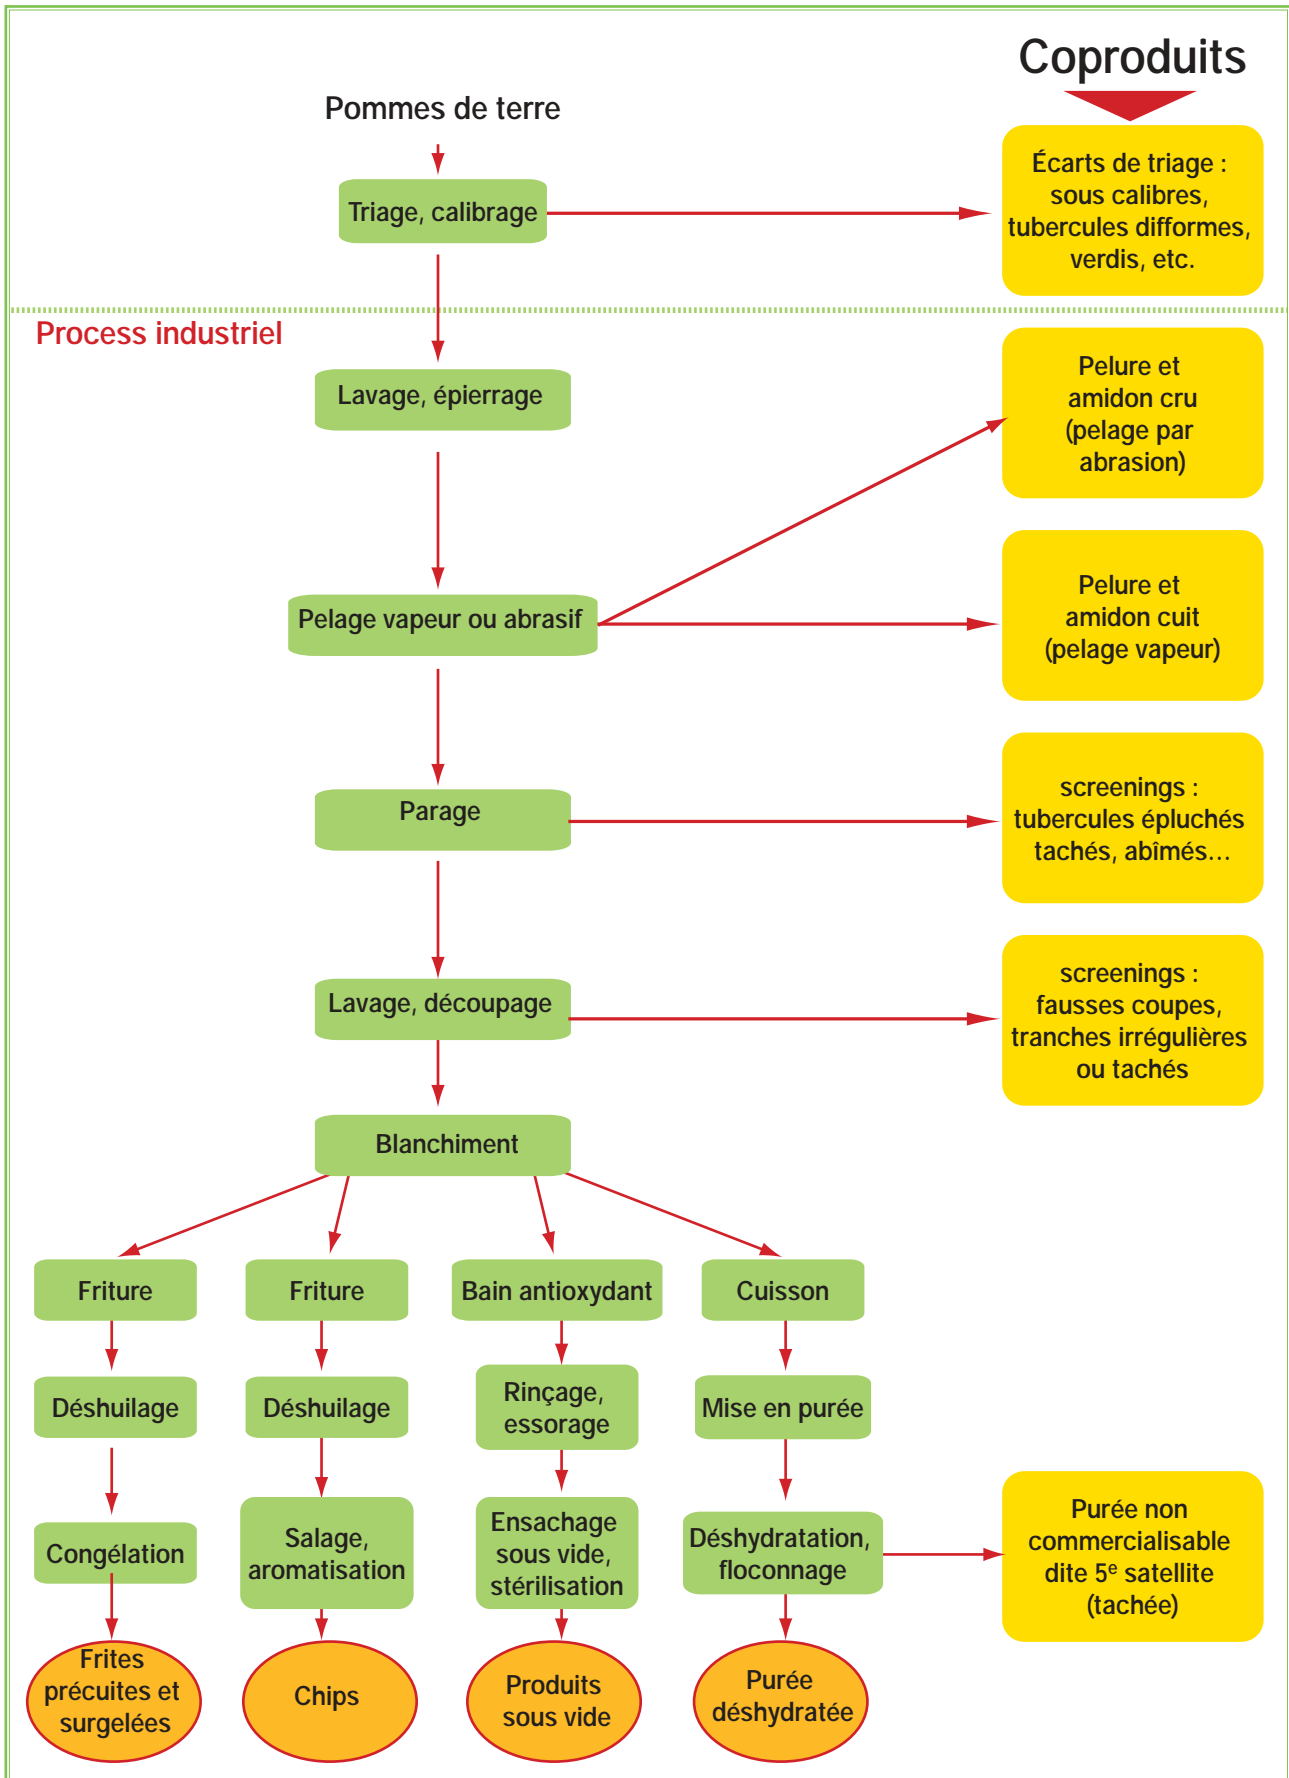 Coproduits
Pommes de terre
Triage, calibrage
Écarts de triage :
sous calibres,
tubercules difformes,
verdis, etc.
Process industriel
Lavage, épierrage
Pelure et
amidon cru
(pelage par
abrasion)
Pelage vapeur ou abrasif
Pelure et
amidon cuit
(pelage vapeur)
Parage
screenings :
tubercules épluchés
tachés, abîmés…
Lavage, découpage
screenings :
fausses coupes,
tranches irrégulières
ou tachés
Blanchiment
Friture
Friture
Bain antioxydant
Cuisson
Déshuilage
Déshuilage
Rinçage,
essorage
Mise en purée
Congélation
Salage,
aromatisation
Ensachage
sous vide,
stérilisation
Déshydratation,
floconnage
Purée non
commercialisable
dite 5e satellite
(tachée)
Frites
précuites et
surgelées
Chips
Produits
sous vide
Purée
déshydratée